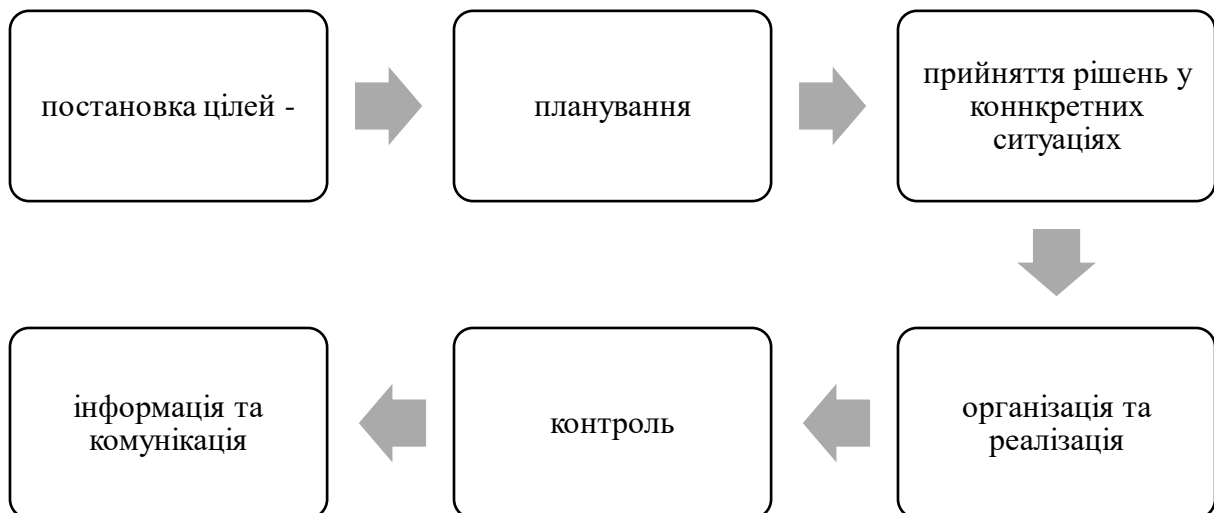 постановка цілей -
планування
прийняття рішень у
коннкретних
ситуаціях
організація та
реалізація
контроль
інформація та
комунікація